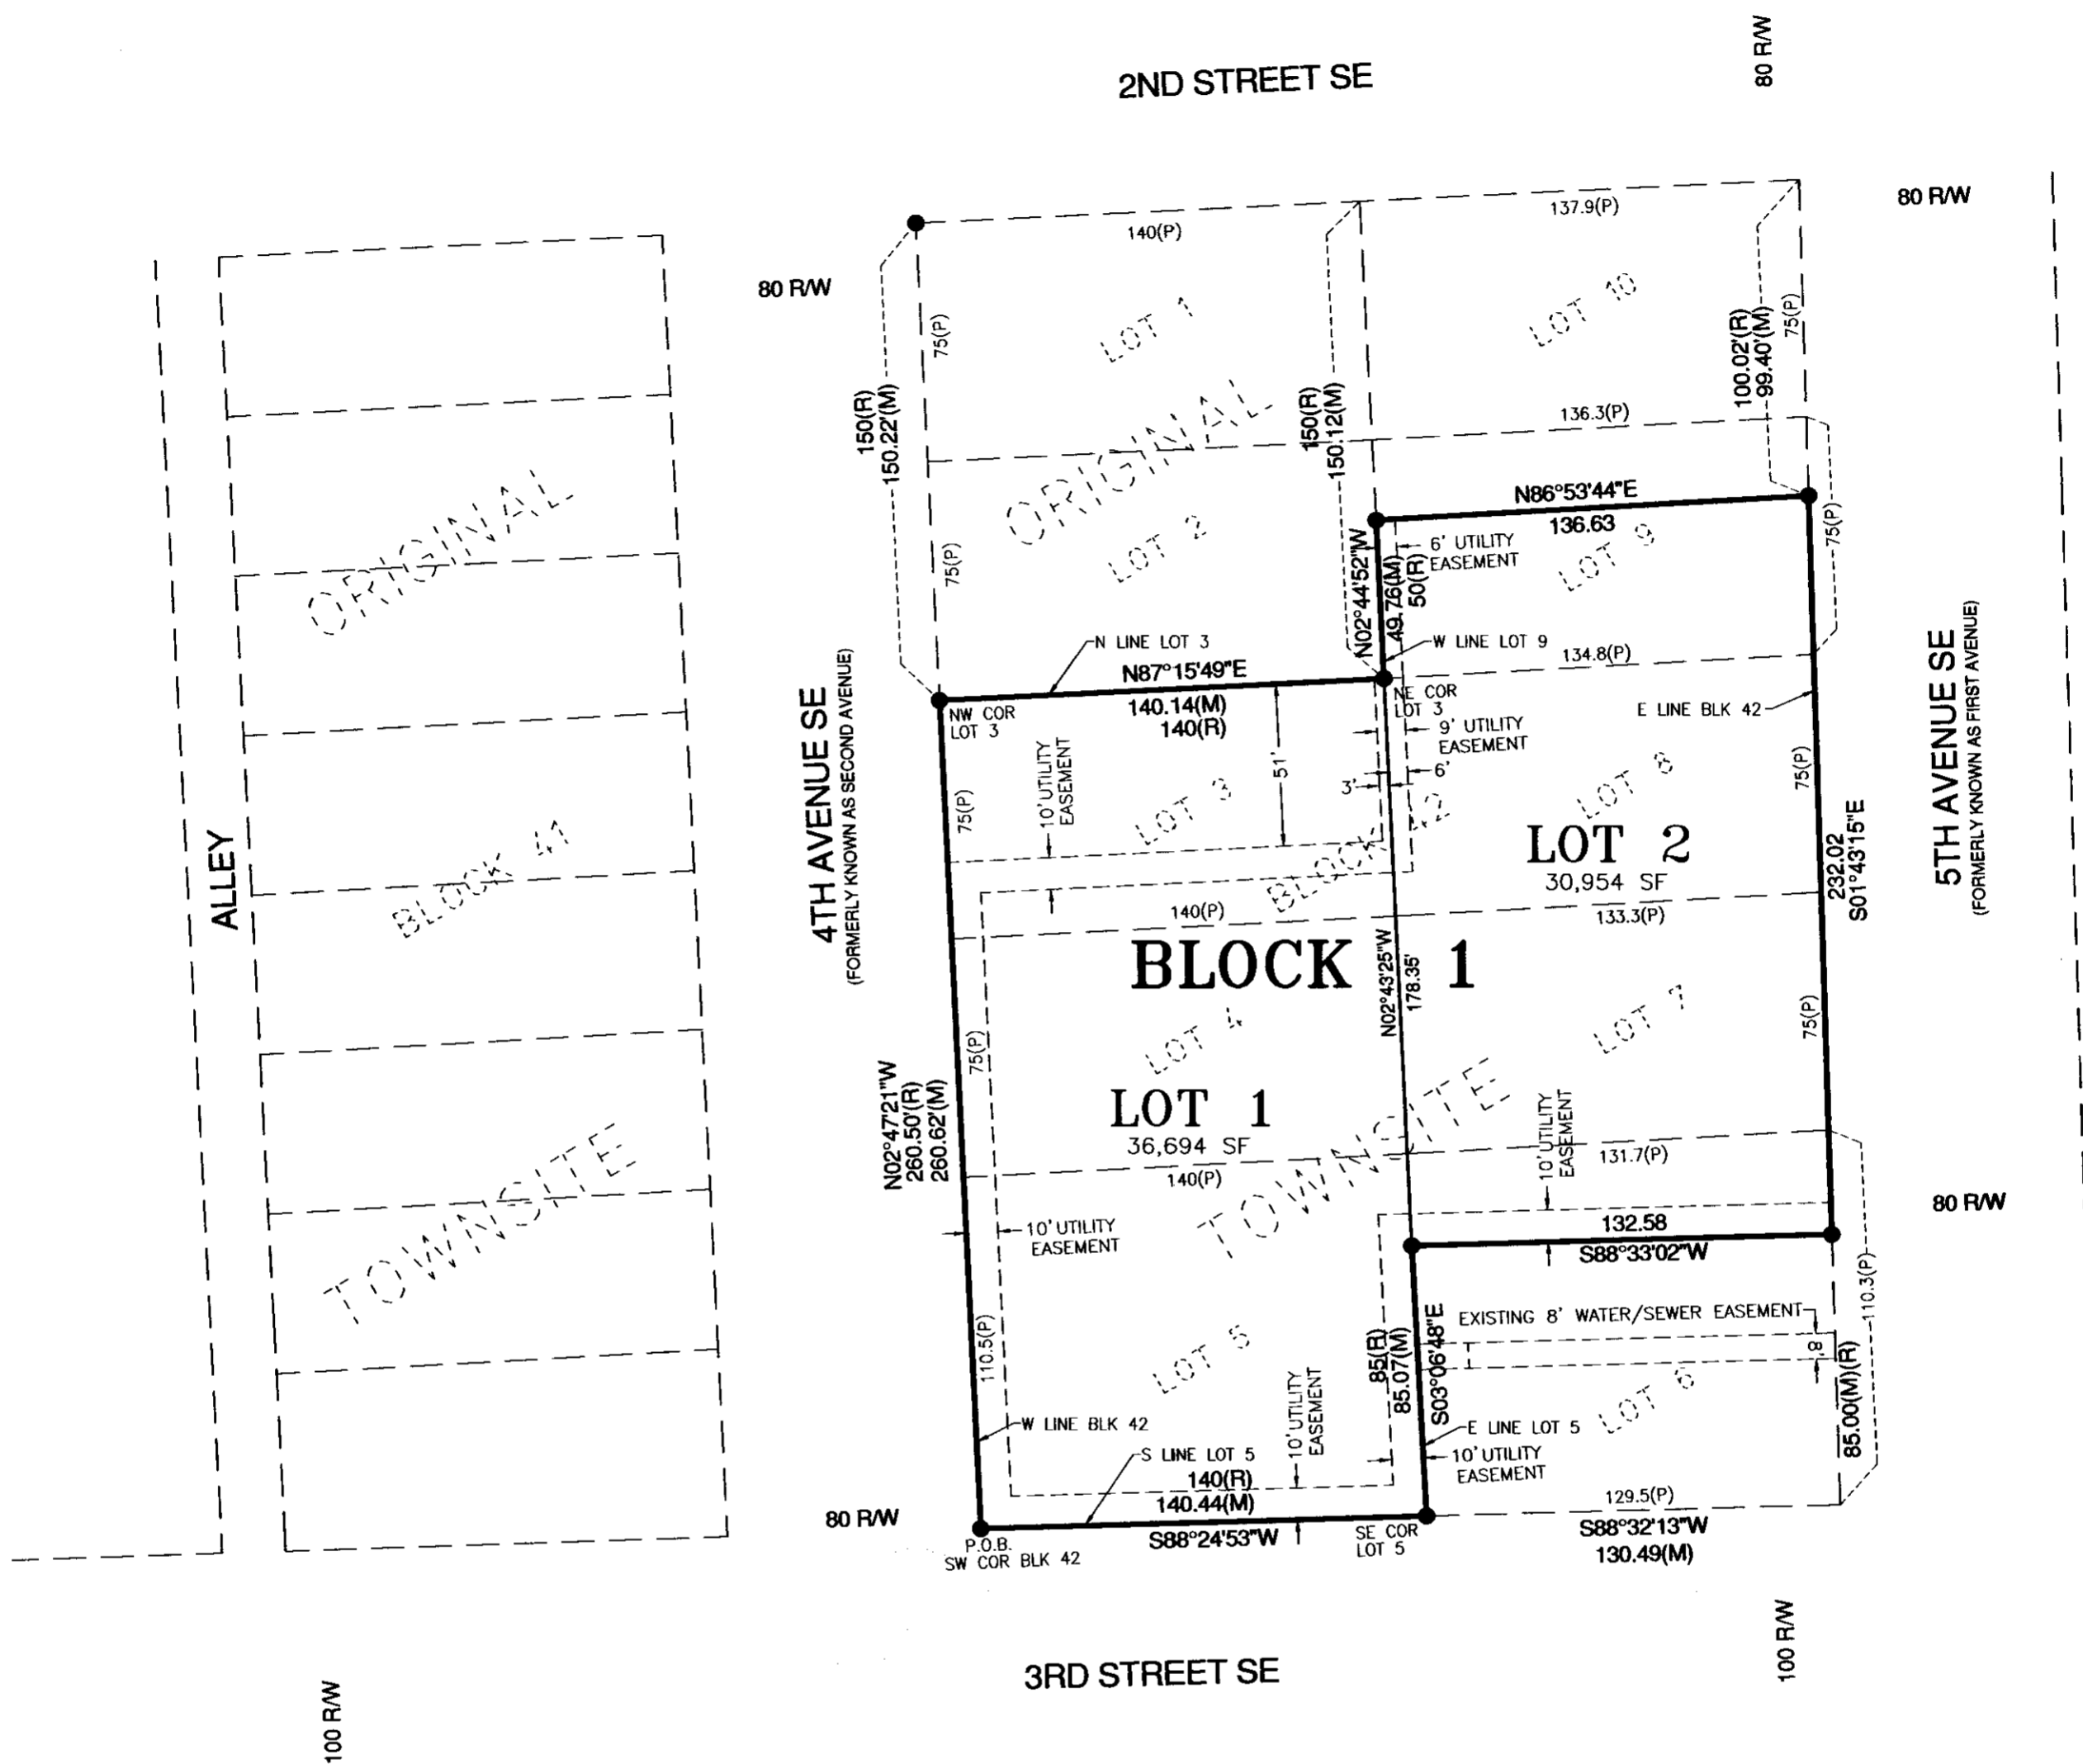 2ND STREET SE
80 R/W
80 R/W
137.9(P)
140(P)
80 R/W
75(P)
LOT 1
LOT 10
75(P)
100.02'(R)
99.40'(M)
150(R)
150.22'(M)
150(R)
150.12(M)
136.3(P)
ORIGINAL
ORIGINAL
N86°53'44"E
136.63
75(P)
LOT 2
75(P)
6' UTILITY
EASEMENT
LOT 9
N02°44'52"W
49.76(M)
50(R)
N LINE LOT 3
W LINE LOT 9
134.8(P)
N87°15'49"E
140.14(M)
140(R)
NW COR
LOT 3
NE COR
LOT 3
E LINE BLK 42
9' UTILITY
EASEMENT
4TH AVENUE SE
(FORMERLY KNOWN AS SECOND AVENUE)
5TH AVENUE SE
(FORMERLY KNOWN AS FIRST AVENUE)
75(P)
10' UTILITY
EASEMENT
LOT 3
51'
3'
6'
LOT 8
75(P)
ALLEY
BLOCK 41
BLOCK 42
LOT 2
30,954 SF
232.02
S01°43'15"E
140(P)
133.3(P)
BLOCK 1
N02°43'25"W
178.35'
75(P)
LOT 4
LOT 7
75(P)
LOT 1
36,694 SF
N02°47'21"W
260.50'(R)
260.62'(M)
10' UTILITY
EASEMENT
131.7(P)
140(P)
TOWNSITE
TOWNSITE
80 R/W
10' UTILITY
EASEMENT
132.58
S88°33'02"W
110.3(P)
EXISTING 8' WATER/SEWER EASEMENT
8'
110.5(P)
LOT 5
85(R)
85.07(M)
S03°06'48"E
LOT 6
85.00(M)(R)
W LINE BLK 42
10' UTILITY
EASEMENT
E LINE LOT 5
10' UTILITY
EASEMENT
S LINE LOT 5
140(R)
140.44(M)
S88°24'53"W
129.5(P)
S88°32'13"W
130.49(M)
80 R/W
P.O.B.
SW COR BLK 42
SE COR
LOT 5
3RD STREET SE
100 R/W
100 R/W